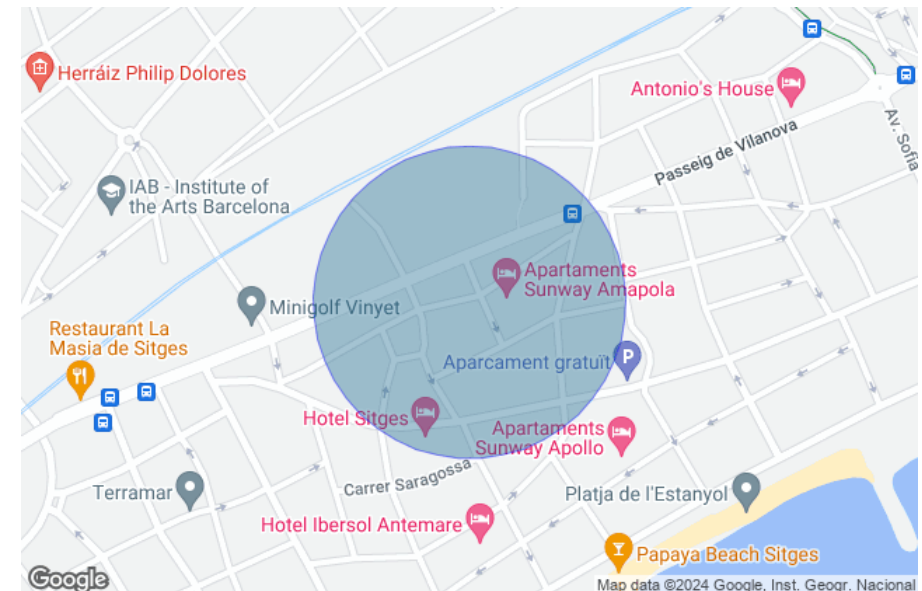 Herráiz Philip Dolores
Antonio's House
Passeig de Vilanova
Av. Sofia
IAB - Institute of
the Arts Barcelona
Apartaments
Sunway Amapola
Minigolf Vinyet
Restaurant La
Masia de Sitges
Aparcament gratuït
P
Hotel Sitges
Apartaments
Sunway Apollo
Carrer Saragossa
Terramar
Platja de l'Estanyol
Hotel Ibersol Antemare
Papaya Beach Sitges
Google
Map data ©2024 Google, Inst. Geogr. Nacional